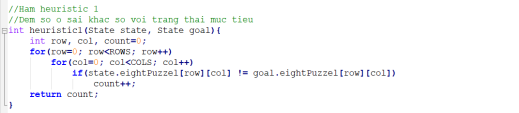 //Ham heuristic 1
//Dem so o sai khac so voi trang thai muc tieu
int heuristic1(State state, State goal){
int row, col, count=0;
for(row=0; row<ROWS; row++)
for(col=0; col<COLS; col++)
if(state.eightPuzzel[row][col] != goal.eightPuzzel[row][col])
count++;
return count;
}